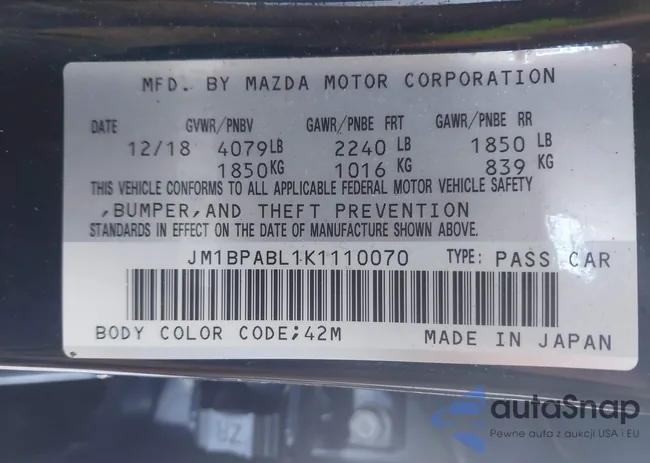 MFD. BY MAZDA MOTOR CORPORATION
DATE GVWR/PNBV GAWR/PNBE FRT GAWR/PNBE RR
12/18 4079LB 2240 LB 1850 LB
1850KG 1016 KG 839 KG
THIS VEHICLE CONFORMS TO ALL APPLICABLE FEDERAL MOTOR VEHICLE SAFETY
,BUMPER,AND THEFT PREVENTION
STANDARDS IN EFFECT ON THE DATE OF MANUFACTURE SHOWN ABOVE.
JM1BPABL1K1110070 TYPE: PASS CAR
BODY COLOR CODE;42M MADE IN JAPAN
ZR
autaSnap
Pewne auta z aukcji USA i EU